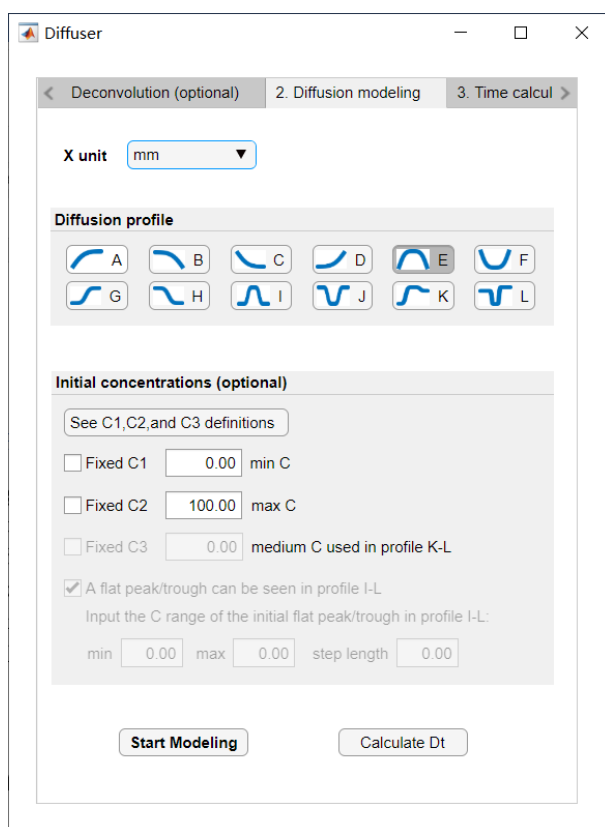 Diffuser
Deconvolution (optional) 2. Diffusion modeling 3. Time calcul
X unit mm
Diffusion profile
A B C D E F
G H I J K L
Initial concentrations (optional)
See C1,C2,and C3 definitions
Fixed C1 0.00 min C
Fixed C2 100.00 max C
Fixed C3 0.00 medium C used in profile K-L
A flat peak/trough can be seen in profile I-L
Input the C range of the initial flat peak/trough in profile I-L:
min 0.00 max 0.00 step length 0.00
Start Modeling Calculate Dt